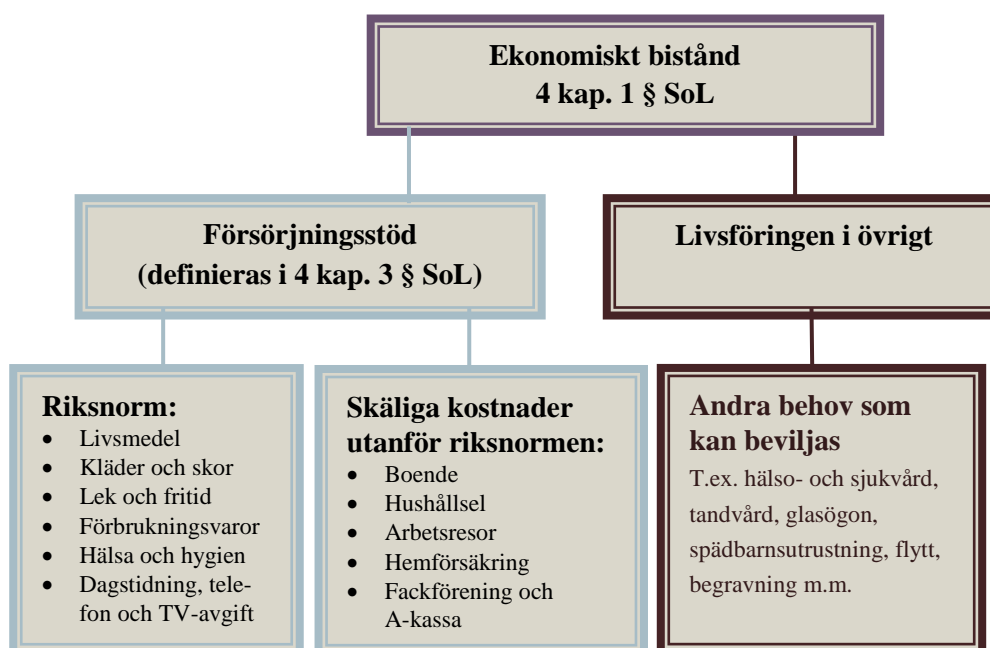 Ekonomiskt bistånd
4 kap. 1 § SoL
Försörjningsstöd
(definieras i 4 kap. 3 § SoL)
Livsföringen i övrigt
Riksnorm:
• Livsmedel
• Kläder och skor
• Lek och fritid
• Förbrukningsvaror
• Hälsa och hygien
• Dagstidning, tele-
fon och TV-avgift
Skäliga kostnader
utanför riksnormen:
• Boende
• Hushållsel
• Arbetsresor
• Hemförsäkring
• Fackförening och
A-kassa
Andra behov som
kan beviljas
T.ex. hälso- och sjukvård,
tandvård, glasögon,
spädbarnsutrustning, flytt,
begravning m.m.